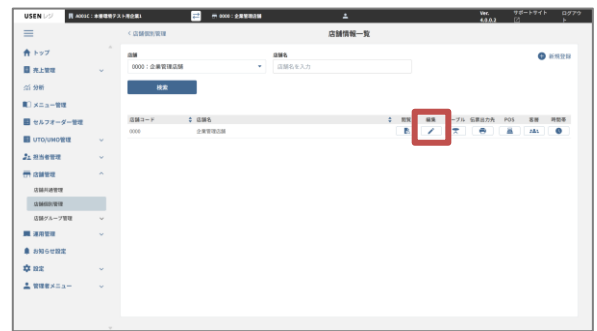 USENレジ
A001C：本番環境テスト用企業1
0000：企業管理店舗
Ver.
4.0.0.2
サポートサイト
ログアウト
トップ
売上管理
分析
メニュー管理
セルフオーダー管理
UTO/UMO管理
担当者管理
店舗管理
店舗共通管理
店舗個別管理
店舗グループ管理
運用管理
お知らせ設定
設定
管理者メニュー
店舗個別管理
店舗情報一覧
店舗
店舗名
新規登録
0000：企業管理店舗
店舗名を入力
検索
店舗コード
店舗名
編集
テーブル
伝票出力先
POS
客層
時間帯
0000
企業管理店舗